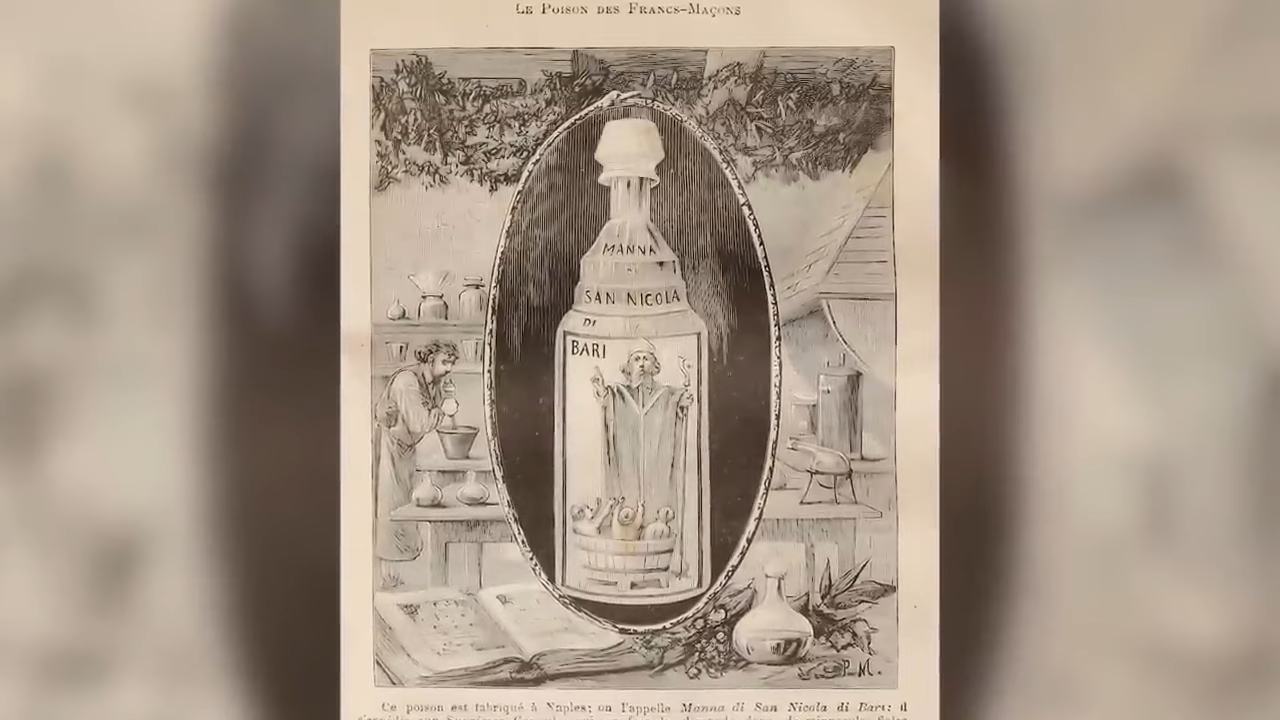 LE POISON DES FRANCS-MAÇONS
MANNA
DI
SAN NICOLA
DI
BARI
P. M.
Ce poison est fabriqué à Naples; on l'appelle Manna di San Nicola di Bari: il